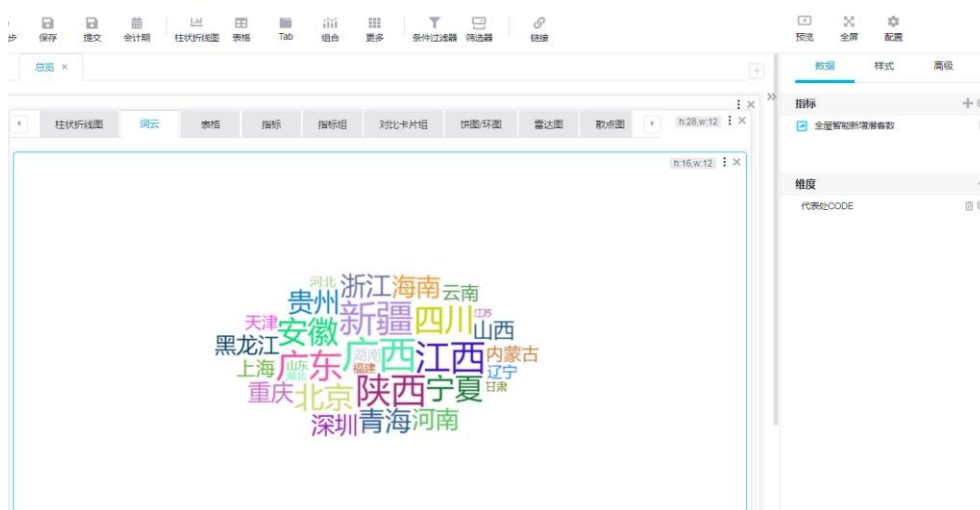 步 保存 提交 会计期 柱状折线图 表格 Tab 组合 更多 条件过滤器 筛选器 链接 预览 全屏 配置
总览 ×
数据 样式 高级
柱状折线图 词云 表格 指标 指标组 对比卡片组 饼图/环图 雷达图 散点图 h:28,w:12
h:16,w:12
指标
全屋智能新增潜客数
维度
代表处CODE
河北 浙江 海南 云南
贵州 新疆 四川 江苏
天津 安徽 山西
黑龙江 广东 广西 江西 内蒙古
上海 山东 湖南 福建 辽宁
湖北
重庆 北京 陕西 宁夏 甘肃
深圳 青海 河南